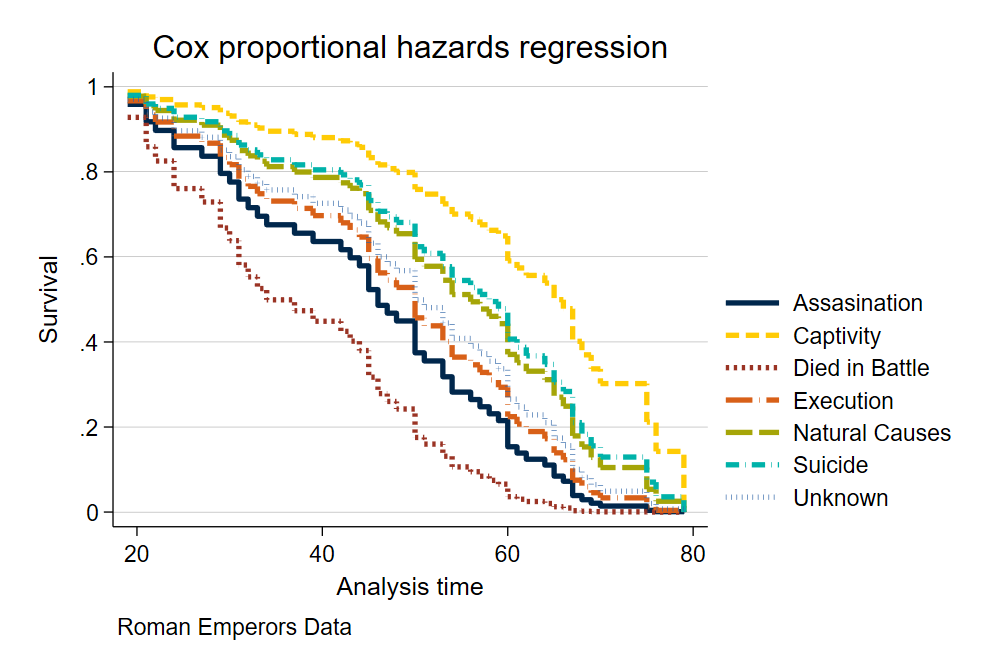 Cox proportional hazards regression
1
.8
.6
.4
.2
0
Survival
20 40 60 80
Analysis time
Assasination
Captivity
Died in Battle
Execution
Natural Causes
Suicide
Unknown
Roman Emperors Data